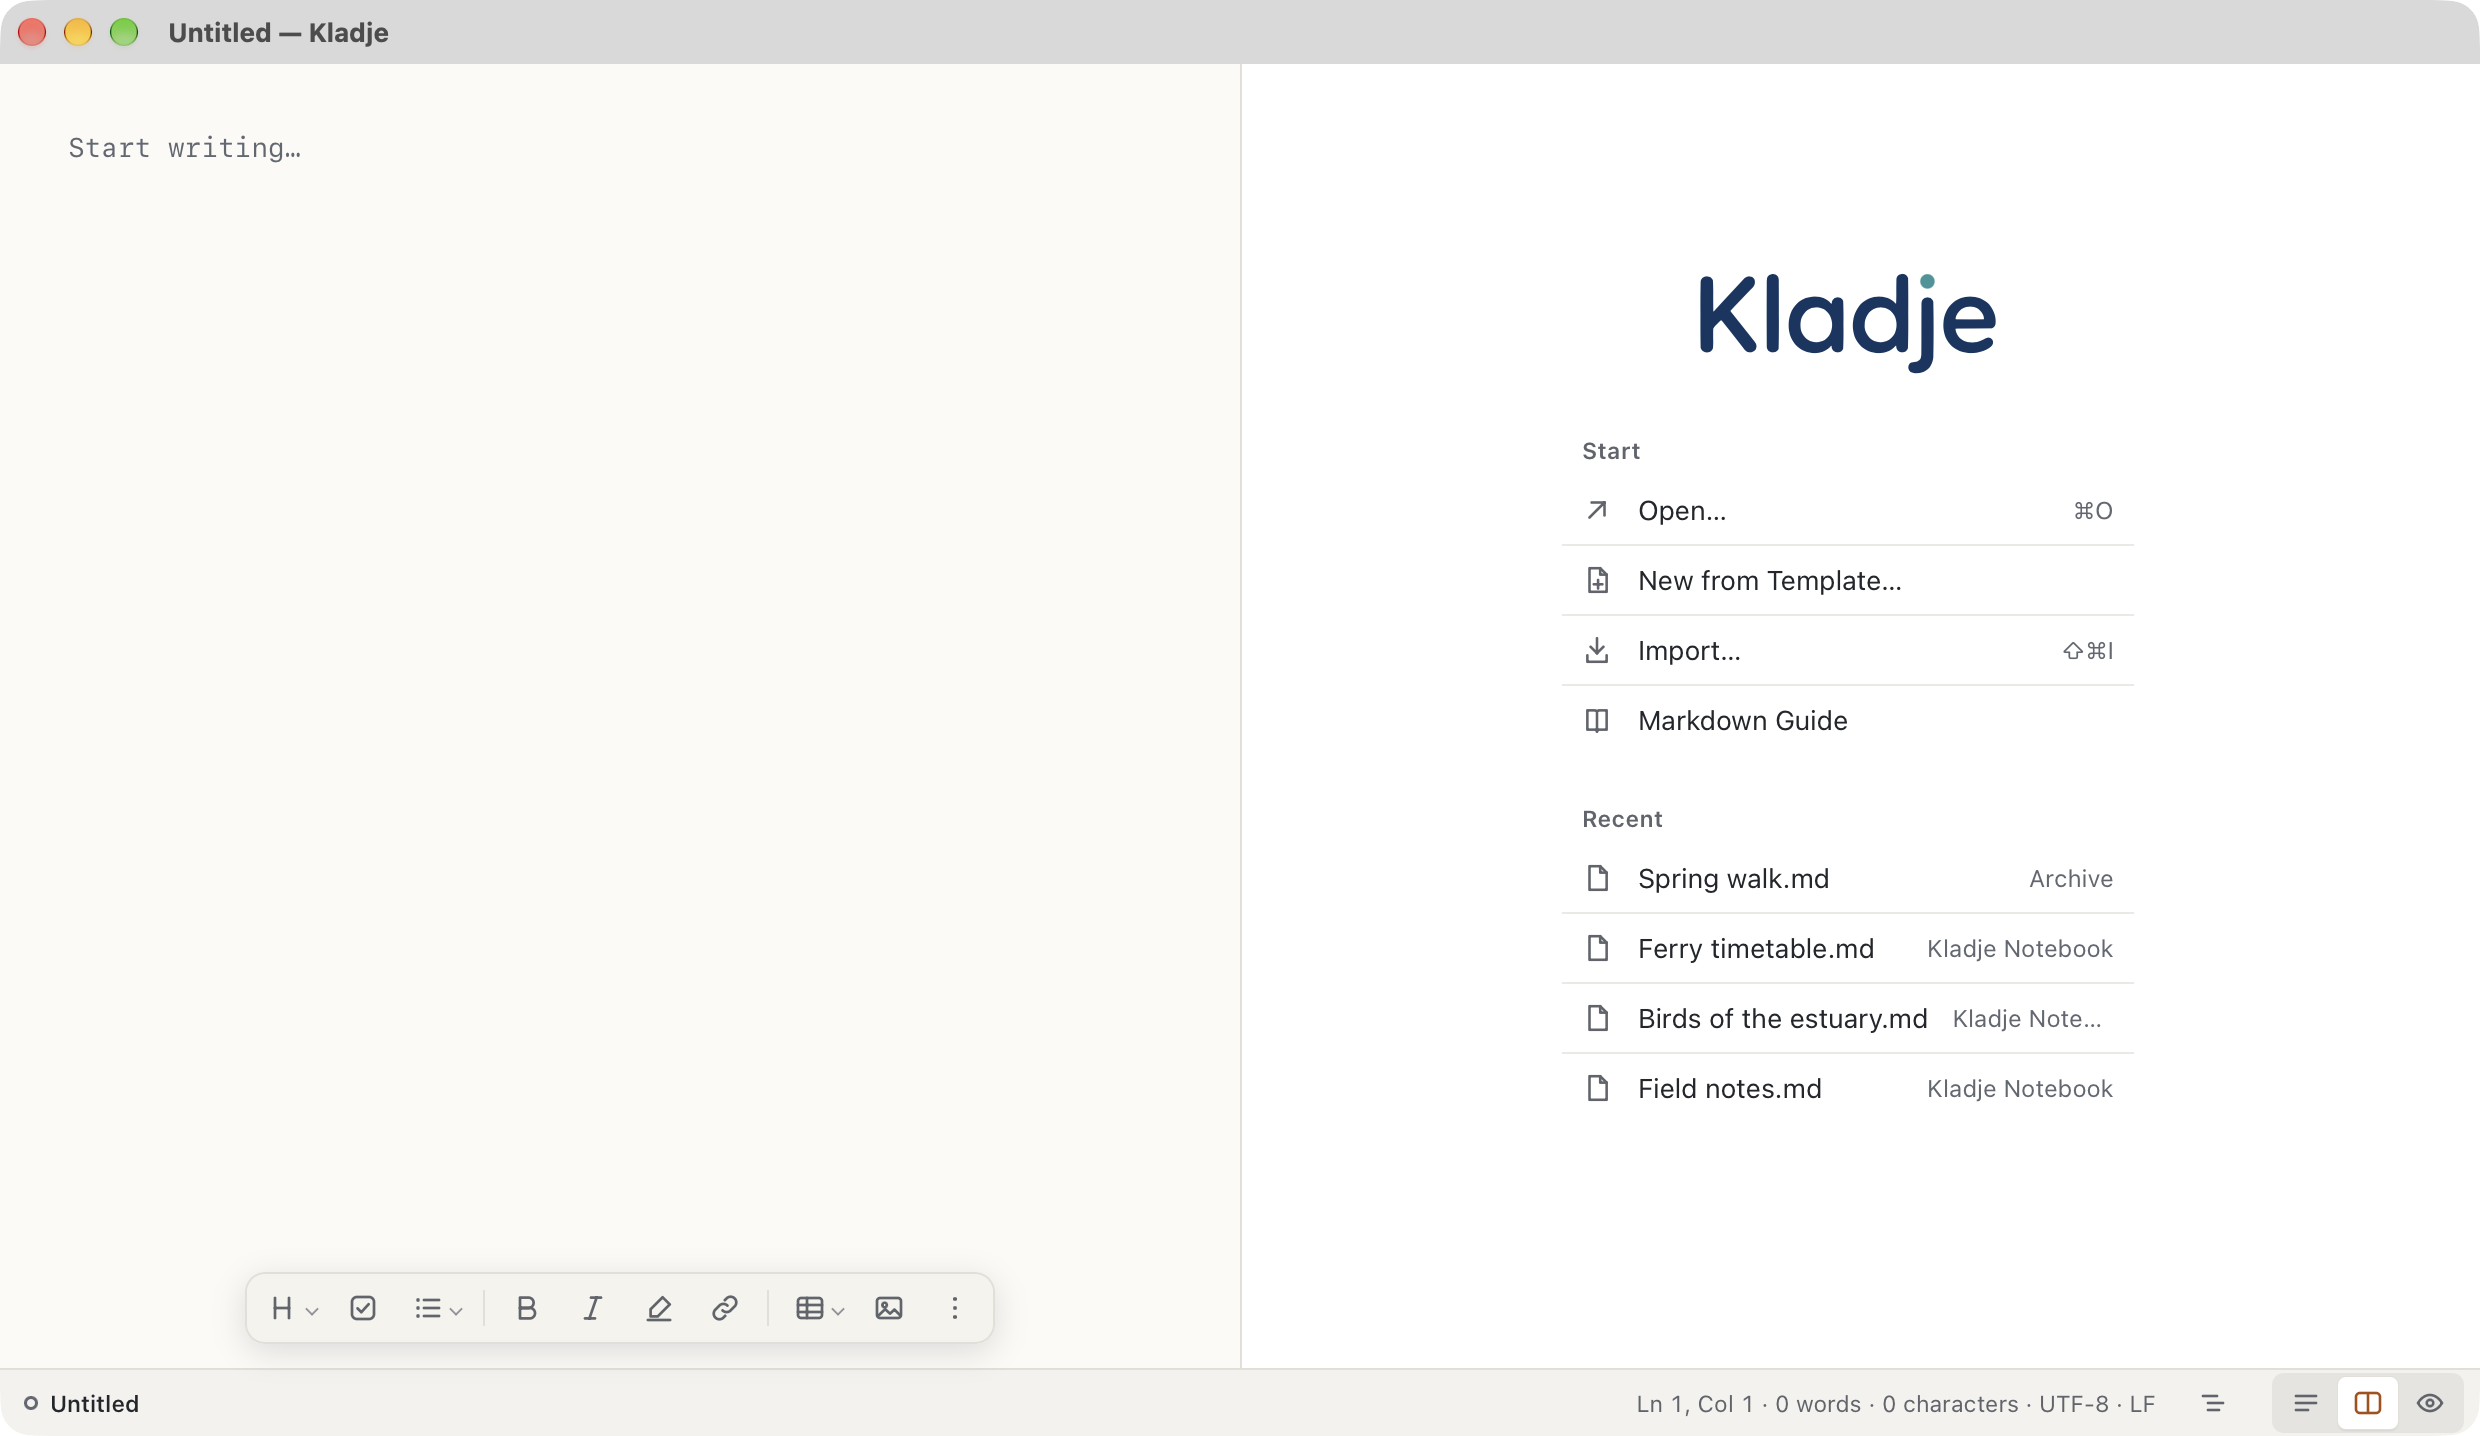 Untitled — Kladje
Start writing…
Kladje
Start
Open… ⌘O
New from Template…
Import… ⇧⌘I
Markdown Guide
Recent
Spring walk.md Archive
Ferry timetable.md Kladje Notebook
Birds of the estuary.md Kladje Note…
Field notes.md Kladje Notebook
H B I
Untitled
Ln 1, Col 1 · 0 words · 0 characters · UTF-8 · LF